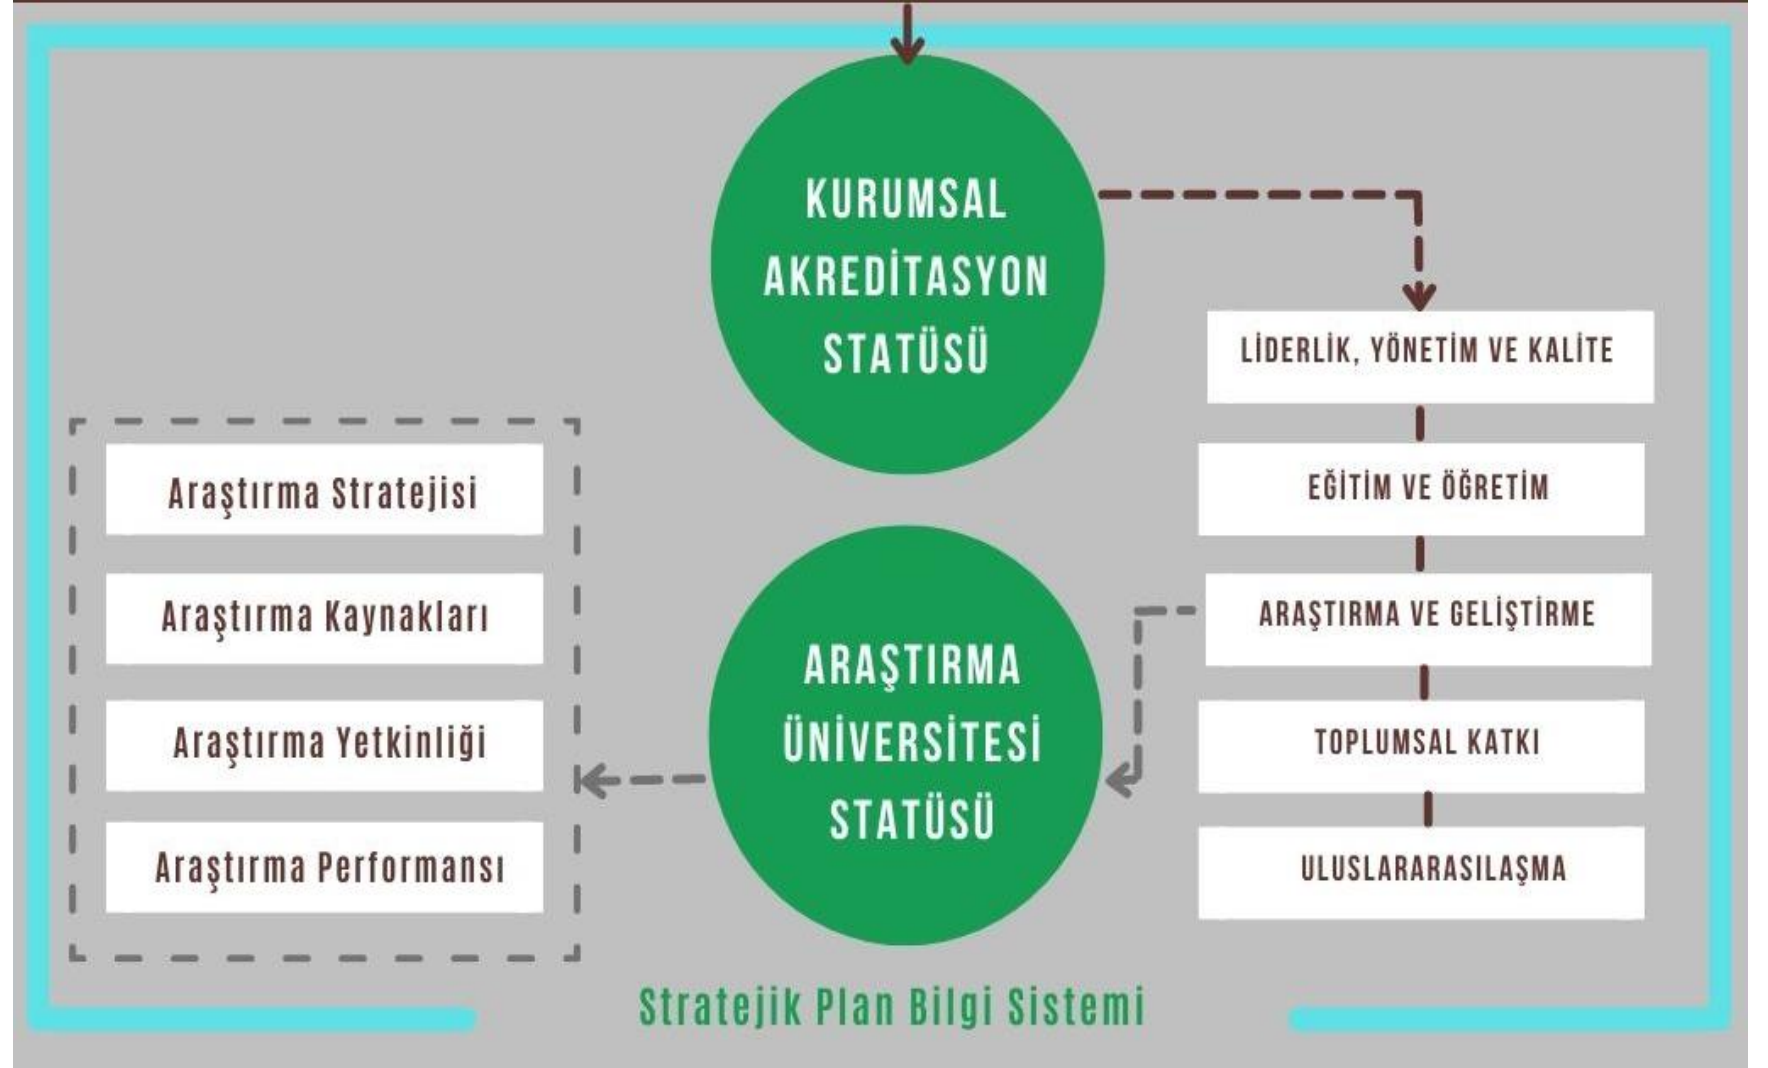 KURUMSAL
AKREDİTASYON
STATÜSÜ
LİDERLİK, YÖNETİM VE KALİTE
EĞİTİM VE ÖĞRETİM
ARAŞTIRMA VE GELİŞTİRME
TOPLUMSAL KATKI
ULUSLARARASILAŞMA
ARAŞTIRMA
ÜNİVERSİTESİ
STATÜSÜ
Araştırma Stratejisi
Araştırma Kaynakları
Araştırma Yetkinliği
Araştırma Performansı
Stratejik Plan Bilgi Sistemi